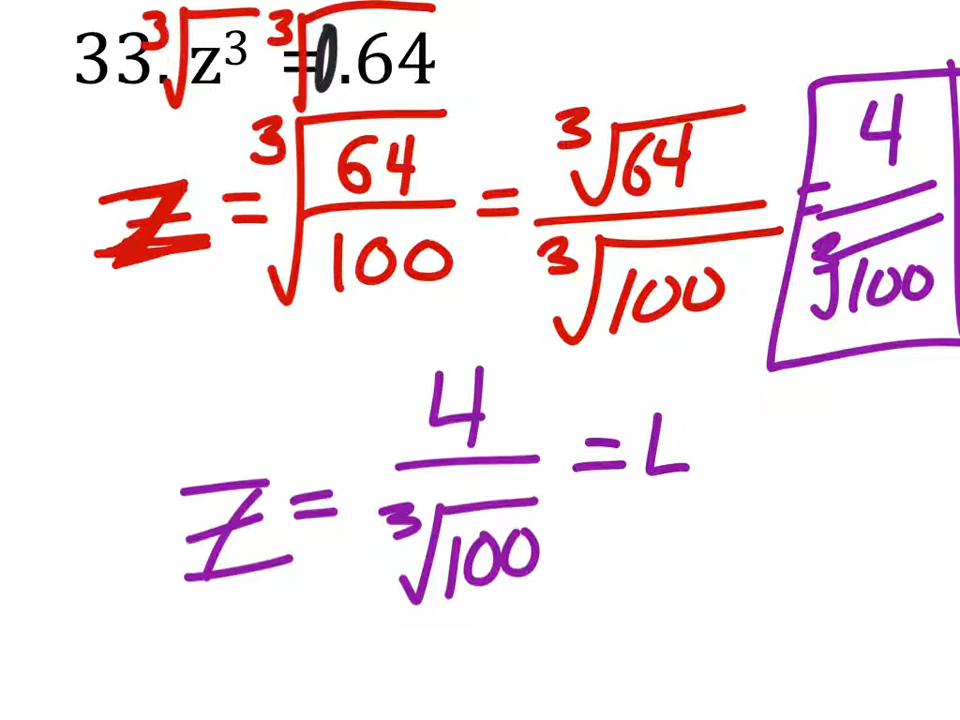 33. ∛z³ = ∛0.64
z = ∛(64/100) = ∛64/∛100 = 4/∛100
z = 4/∛100 = L